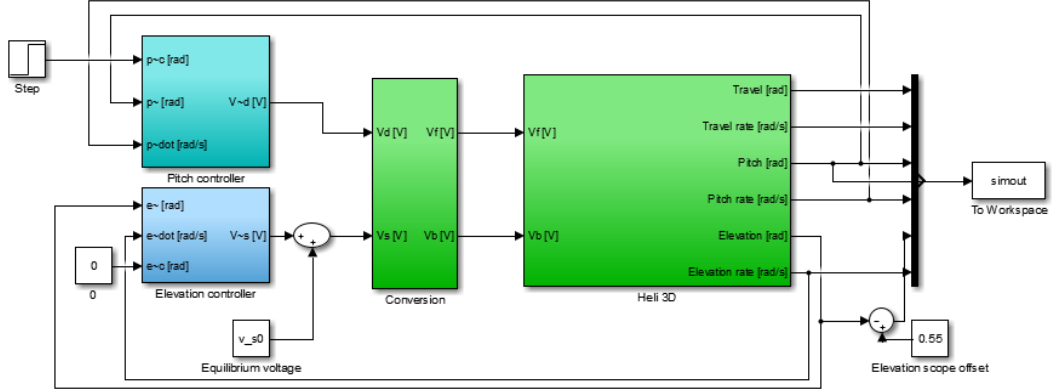 Step
p~c [rad]
p~ [rad]
p~dot [rad/s]
V~d [V]
Pitch controller
e~ [rad]
e~dot [rad/s]
e~c [rad]
V~s [V]
Elevation controller
0
0
+
+
v_s0
Equilibrium voltage
Vd [V]
Vs [V]
Vf [V]
Vb [V]
Conversion
Vf [V]
Vb [V]
Travel [rad]
Travel rate [rad/s]
Pitch [rad]
Pitch rate [rad/s]
Elevation [rad]
Elevation rate [rad/s]
Heli 3D
simout
To Workspace
-
+
0.55
Elevation scope offset